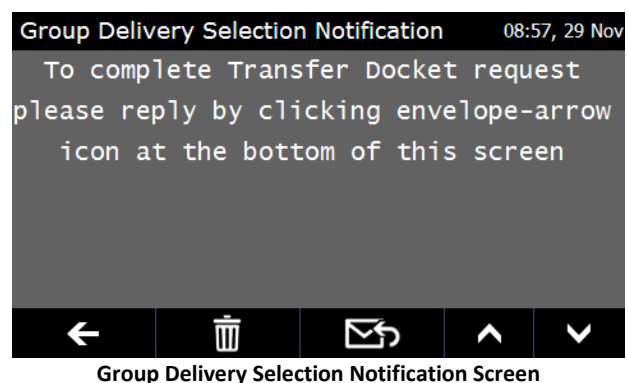 Group Delivery Selection Notification 08:57, 29 Nov
To complete Transfer Docket request
please reply by clicking envelope-arrow
icon at the bottom of this screen
Group Delivery Selection Notification Screen